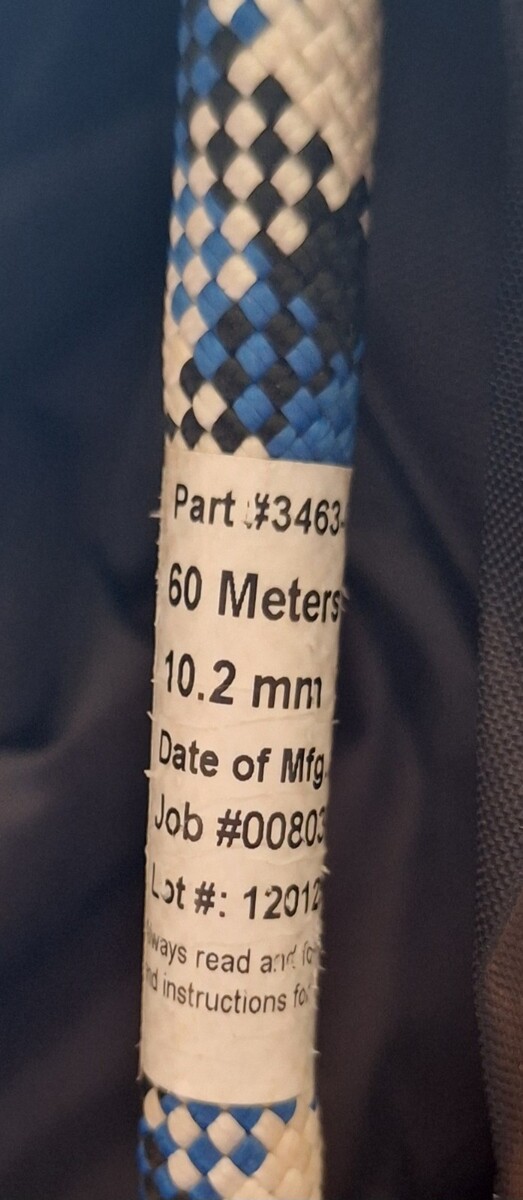 Part #3463-
60 Meters
10.2 mm
Date of Mfg.
Job #00803
Lot #: 12012
ways read and fo
nd instructions for